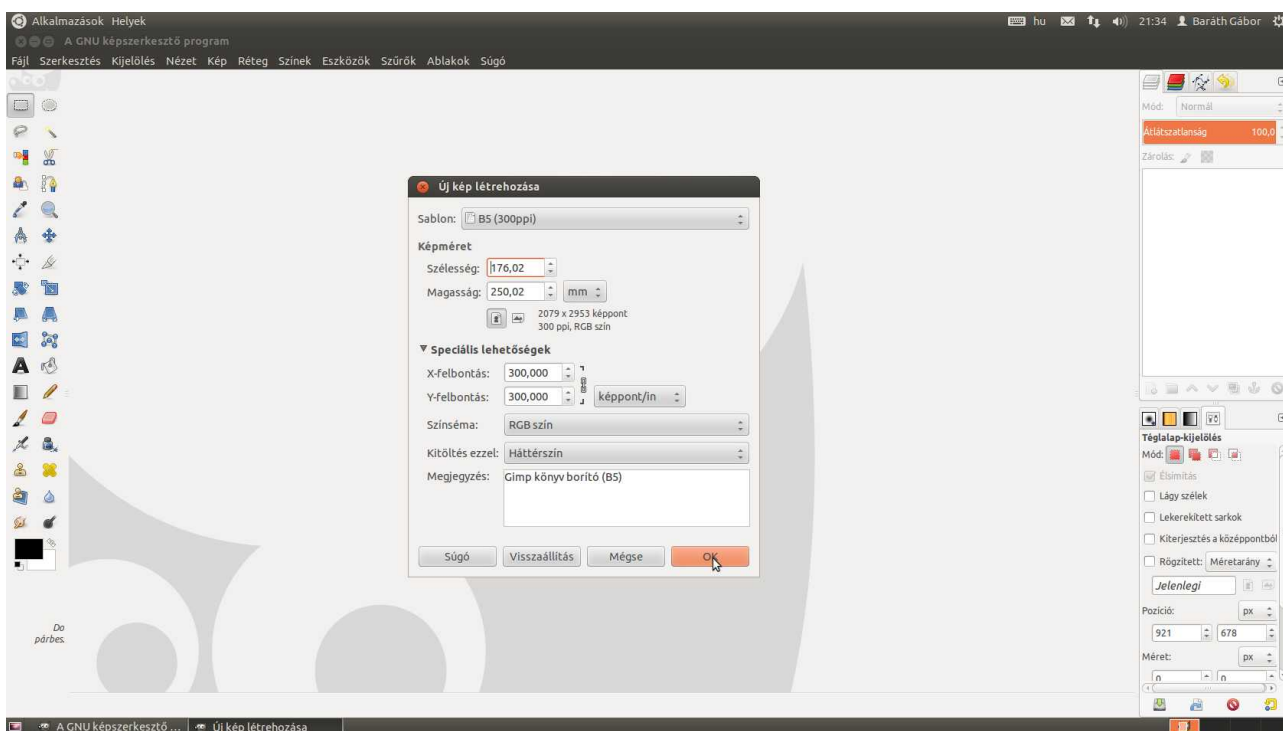 Alkalmazások Helyek
hu 21:34 Baráth Gábor
A GNU képszerkesztő program
Fájl Szerkesztés Kijelölés Nézet Kép Réteg Színek Eszközök Szűrők Ablakok Súgó
Mód: Normál
Átlátszatlanság 100,0
Zárolás:
Új kép létrehozása
Sablon: B5 (300ppi)
Képméret
Szélesség: 176,02
Magasság: 250,02 mm
2079 x 2953 képpont
300 ppi, RGB szín
Speciális lehetőségek
X-felbontás: 300,000
Y-felbontás: 300,000 képpont/in
Színséma: RGB szín
Kitöltés ezzel: Háttérszín
Megjegyzés: Gimp könyv borító (B5)
Súgó Visszaállítás Mégse OK
Téglalap-kijelölés
Mód:
Élsimítás
Lágy szélek
Lekerekített sarkok
Kiterjesztés a középpontból
Rögzített: Méretarány
Jelenlegi
Pozíció: px
921 678
Méret: px
0 0
Do
párbes
A GNU képszerkesztő ... Új kép létrehozása